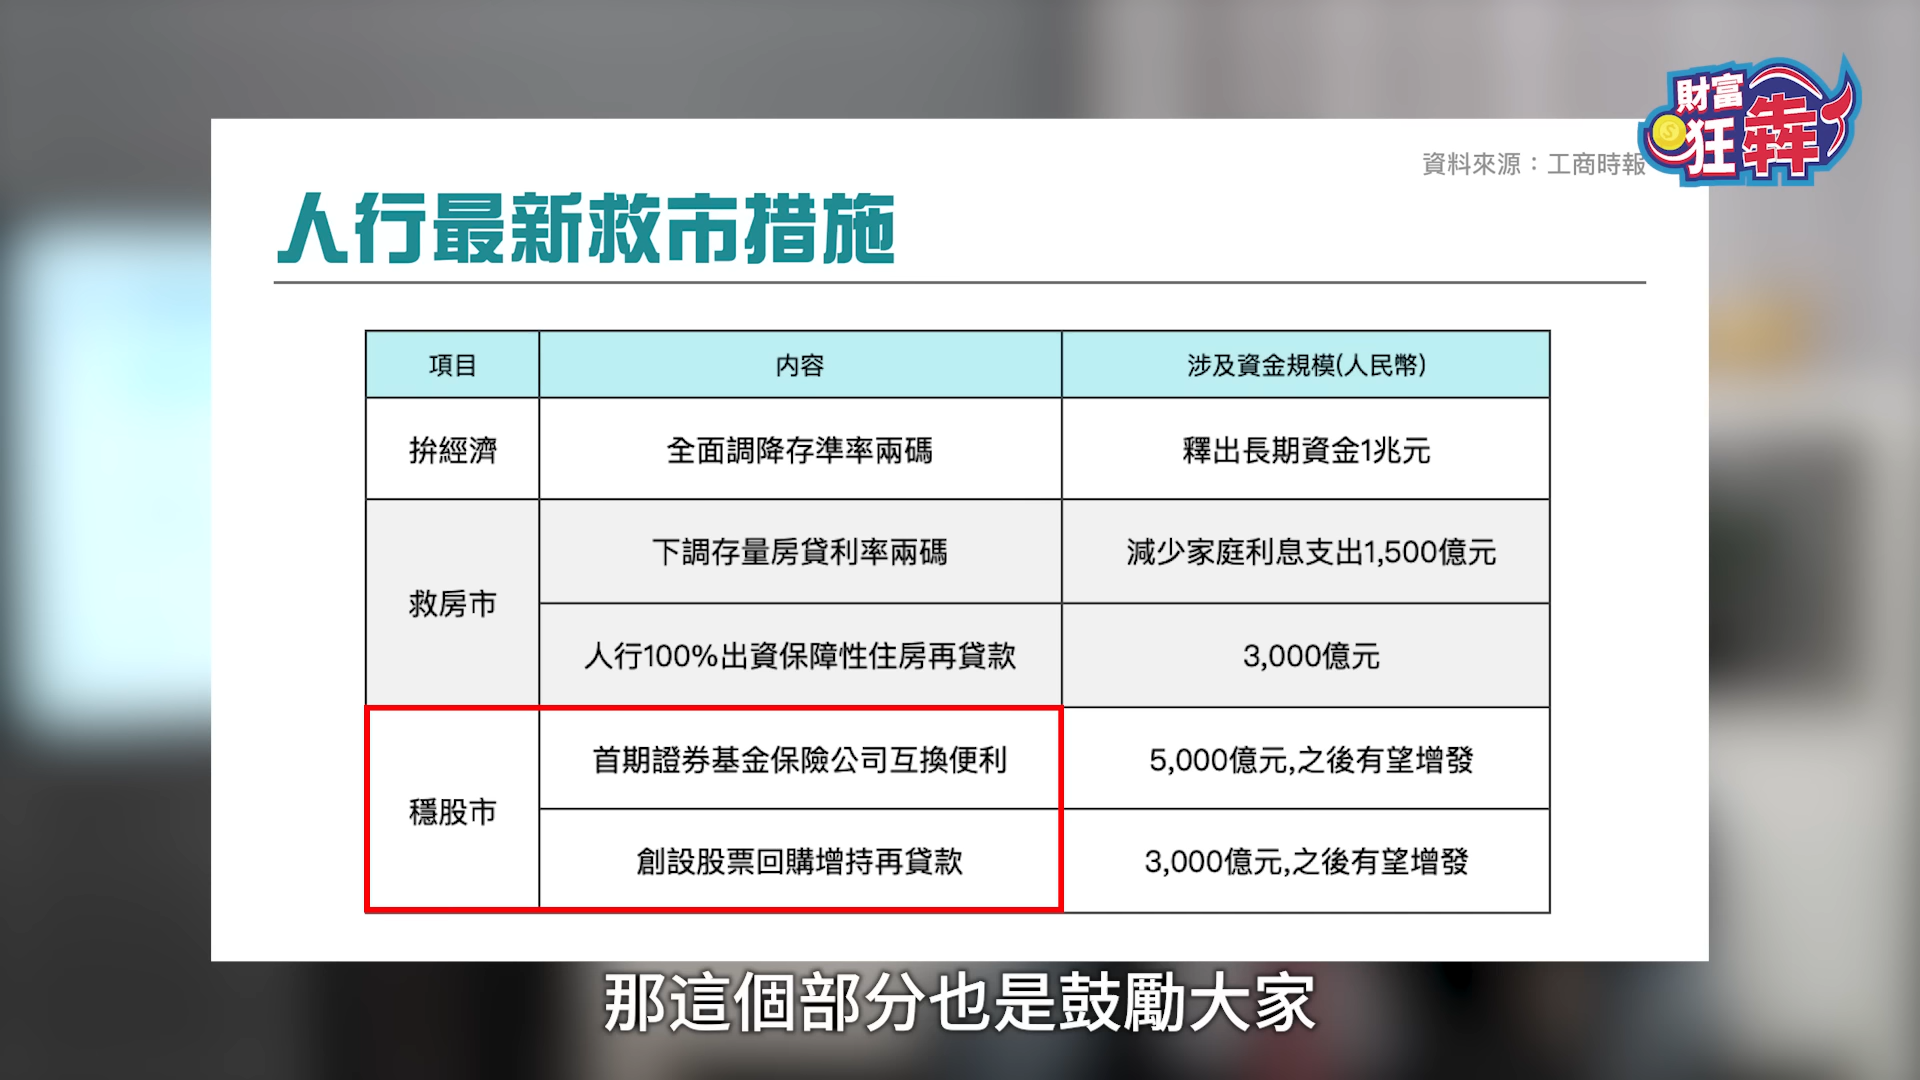 財富
狂犇
資料來源：工商時報
人行最新救市措施
項目 內容 涉及資金規模(人民幣)
拚經濟 全面調降存準率兩碼 釋出長期資金1兆元
救房市 下調存量房貸利率兩碼 減少家庭利息支出1,500億元
人行100%出資保障性住房再貸款 3,000億元
穩股市 首期證券基金保險公司互換便利 5,000億元,之後有望增發
創設股票回購增持再貸款 3,000億元,之後有望增發
那這個部分也是鼓勵大家